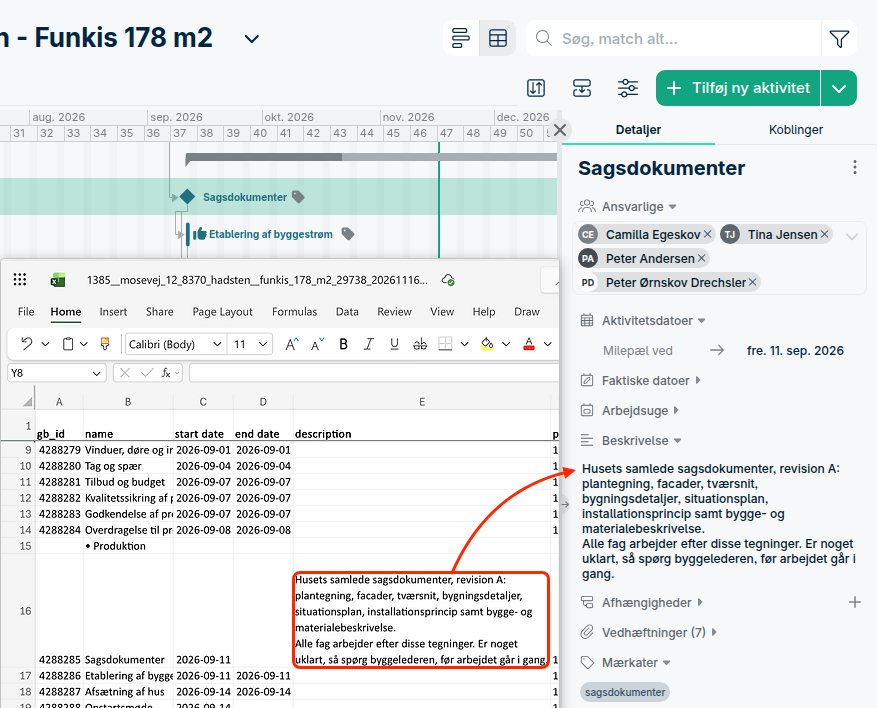 - Funkis 178 m2
Søg, match alt...
Tilføj ny aktivitet
aug. 2026 sep. 2026 okt. 2026 nov. 2026 dec. 2026
31 32 33 34 35 36 37 38 39 40 41 42 43 44 45 46 47 48 49 50
Sagsdokumenter
Etablering af byggestrøm
1385__mosevej_12_8370_hadsten__funkis_178_m2_29738_20261116...
File Home Insert Share Page Layout Formulas Data Review View Help Draw
Calibri (Body) 11 A A B I U ab A
Y8 fx
A B C D E
1 gb_id name start date end date description p
9 4288279 Vinduer, døre og 2026-09-01 2026-09-01 1
10 4288280 Tag og spær 2026-09-04 2026-09-04 1
11 4288281 Tilbud og budget 2026-09-07 2026-09-07 1
12 4288282 Kvalitetssikring af 2026-09-07 2026-09-07 1
13 4288283 Godkendelse af 2026-09-07 2026-09-07 1
14 4288284 Overdragelse til 2026-09-08 2026-09-08 1
15 • Produktion
16
Husets samlede sagsdokumenter, revision A:
plantegning, facader, tværsnit, bygningsdetaljer,
situationsplan, installationsprincip samt bygge- og
materialebeskrivelse.
Alle fag arbejder efter disse tegninger. Er noget
uklart, så spørg byggelederen, før arbejdet går i gang.
4288285 Sagsdokumenter 2026-09-11 1
17 4288286 Etablering af bygge 2026-09-11 2026-09-11 1
18 4288287 Afsætning af hus 2026-09-14 2026-09-14 1
19 4288288 Opstartsmøde 2026-09-14
Detaljer Koblinger
Sagsdokumenter
Ansvarlige
CE Camilla Egeskov TJ Tina Jensen
PA Peter Andersen
PD Peter Ørnskov Drechsler
Aktivitetsdatoer
Milepæl ved fre. 11. sep. 2026
Faktiske datoer
Arbejdsuge
Beskrivelse
Husets samlede sagsdokumenter, revision A:
plantegning, facader, tværsnit,
bygningsdetaljer, situationsplan,
installationsprincip samt bygge- og
materialebeskrivelse.
Alle fag arbejder efter disse tegninger. Er noget
uklart, så spørg byggelederen, før arbejdet går i
gang.
Afhængigheder
Vedhæftninger (7)
Mærkater
sagsdokumenter